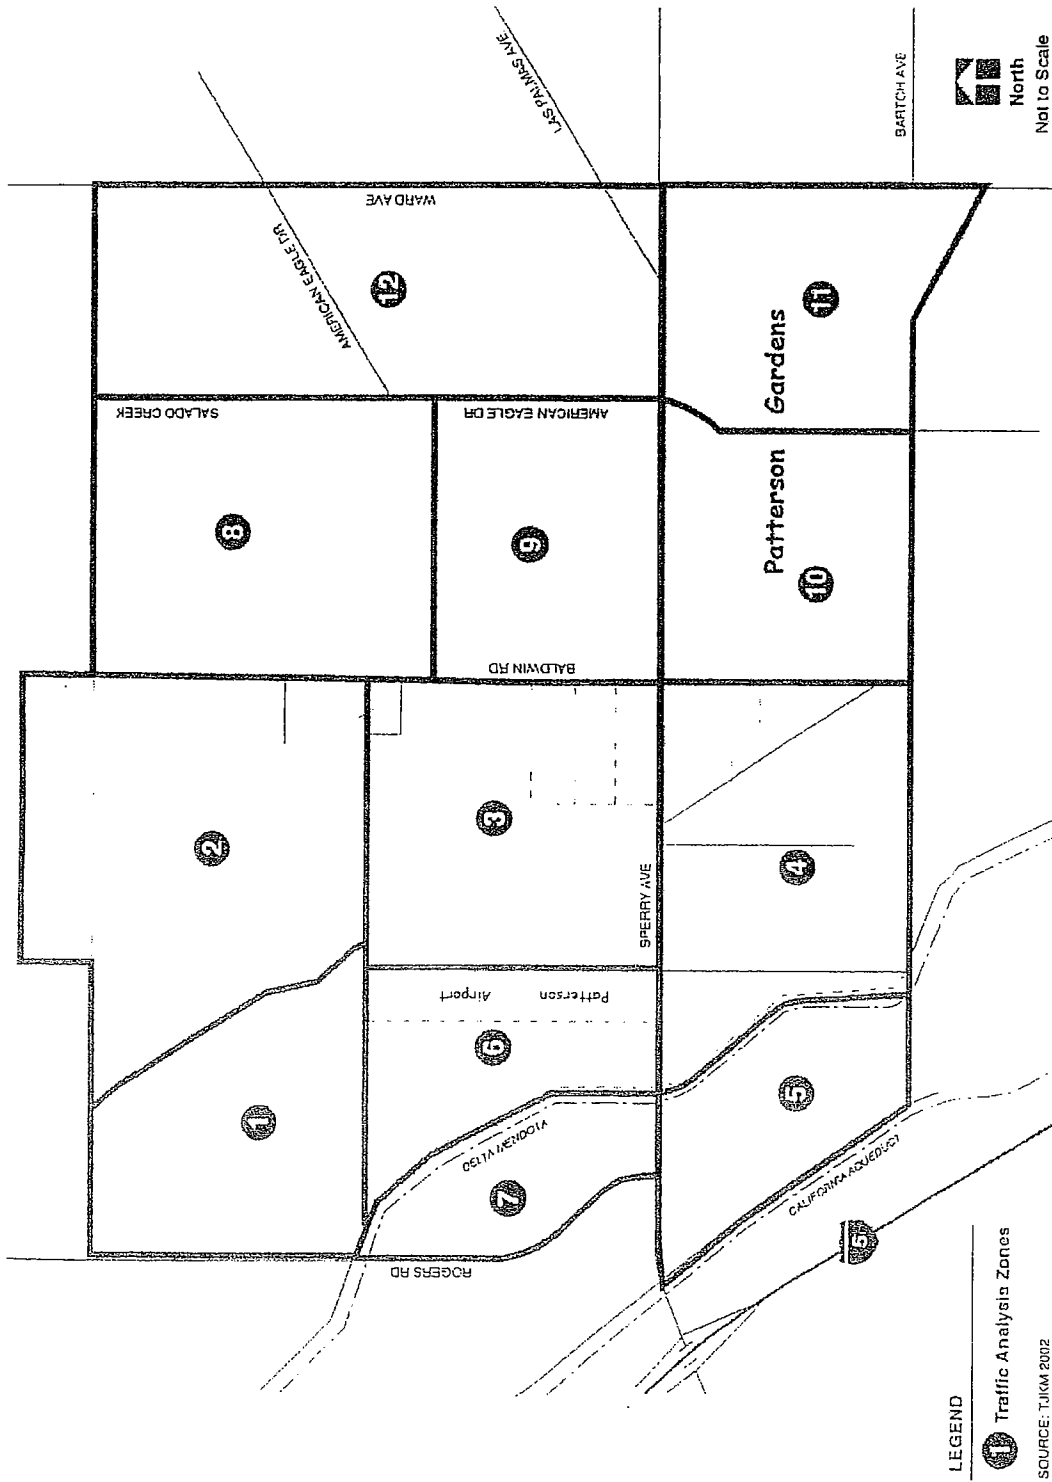 AMERICAN EAGLE DR
LAS PALMAS AVE
WARD AVE
BARTCH AVE
North
Not to Scale
12
11
SALADO CREEK
AMERICAN EAGLE DR
Patterson Gardens
8
9
10
BALDWIN RD
2
3
4
SPERRY AVE
Patterson
Airport
1
6
5
DELTA MENDOTA
7
CALIFORNIA AQUEDUCT
ROGERS RD
5
LEGEND
1 Traffic Analysis Zones
SOURCE: TJKM 2002